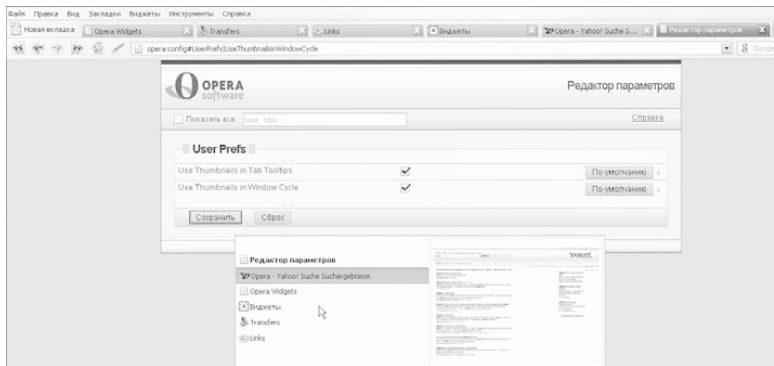 Файл Правка Вид Закладки Виджеты Инструменты Справка
Новая вкладка Opera Widgets Transfers Links Виджеты Opera - Yahoo! Suche S... Редактор параметров
opera:config#UserPrefs|UseThumbnailsinWindowCycle Google
OPERA Редактор параметров
software
Показать все Справка
User Prefs
Use Thumbnails in Tab Tooltips По-умолчанию
Use Thumbnails in Window Cycle По-умолчанию
Сохранить Сброс
Редактор параметров
Opera - Yahoo! Suche Suchergebnisse
Opera Widgets
Виджеты
Transfers
Links
YAHOO!